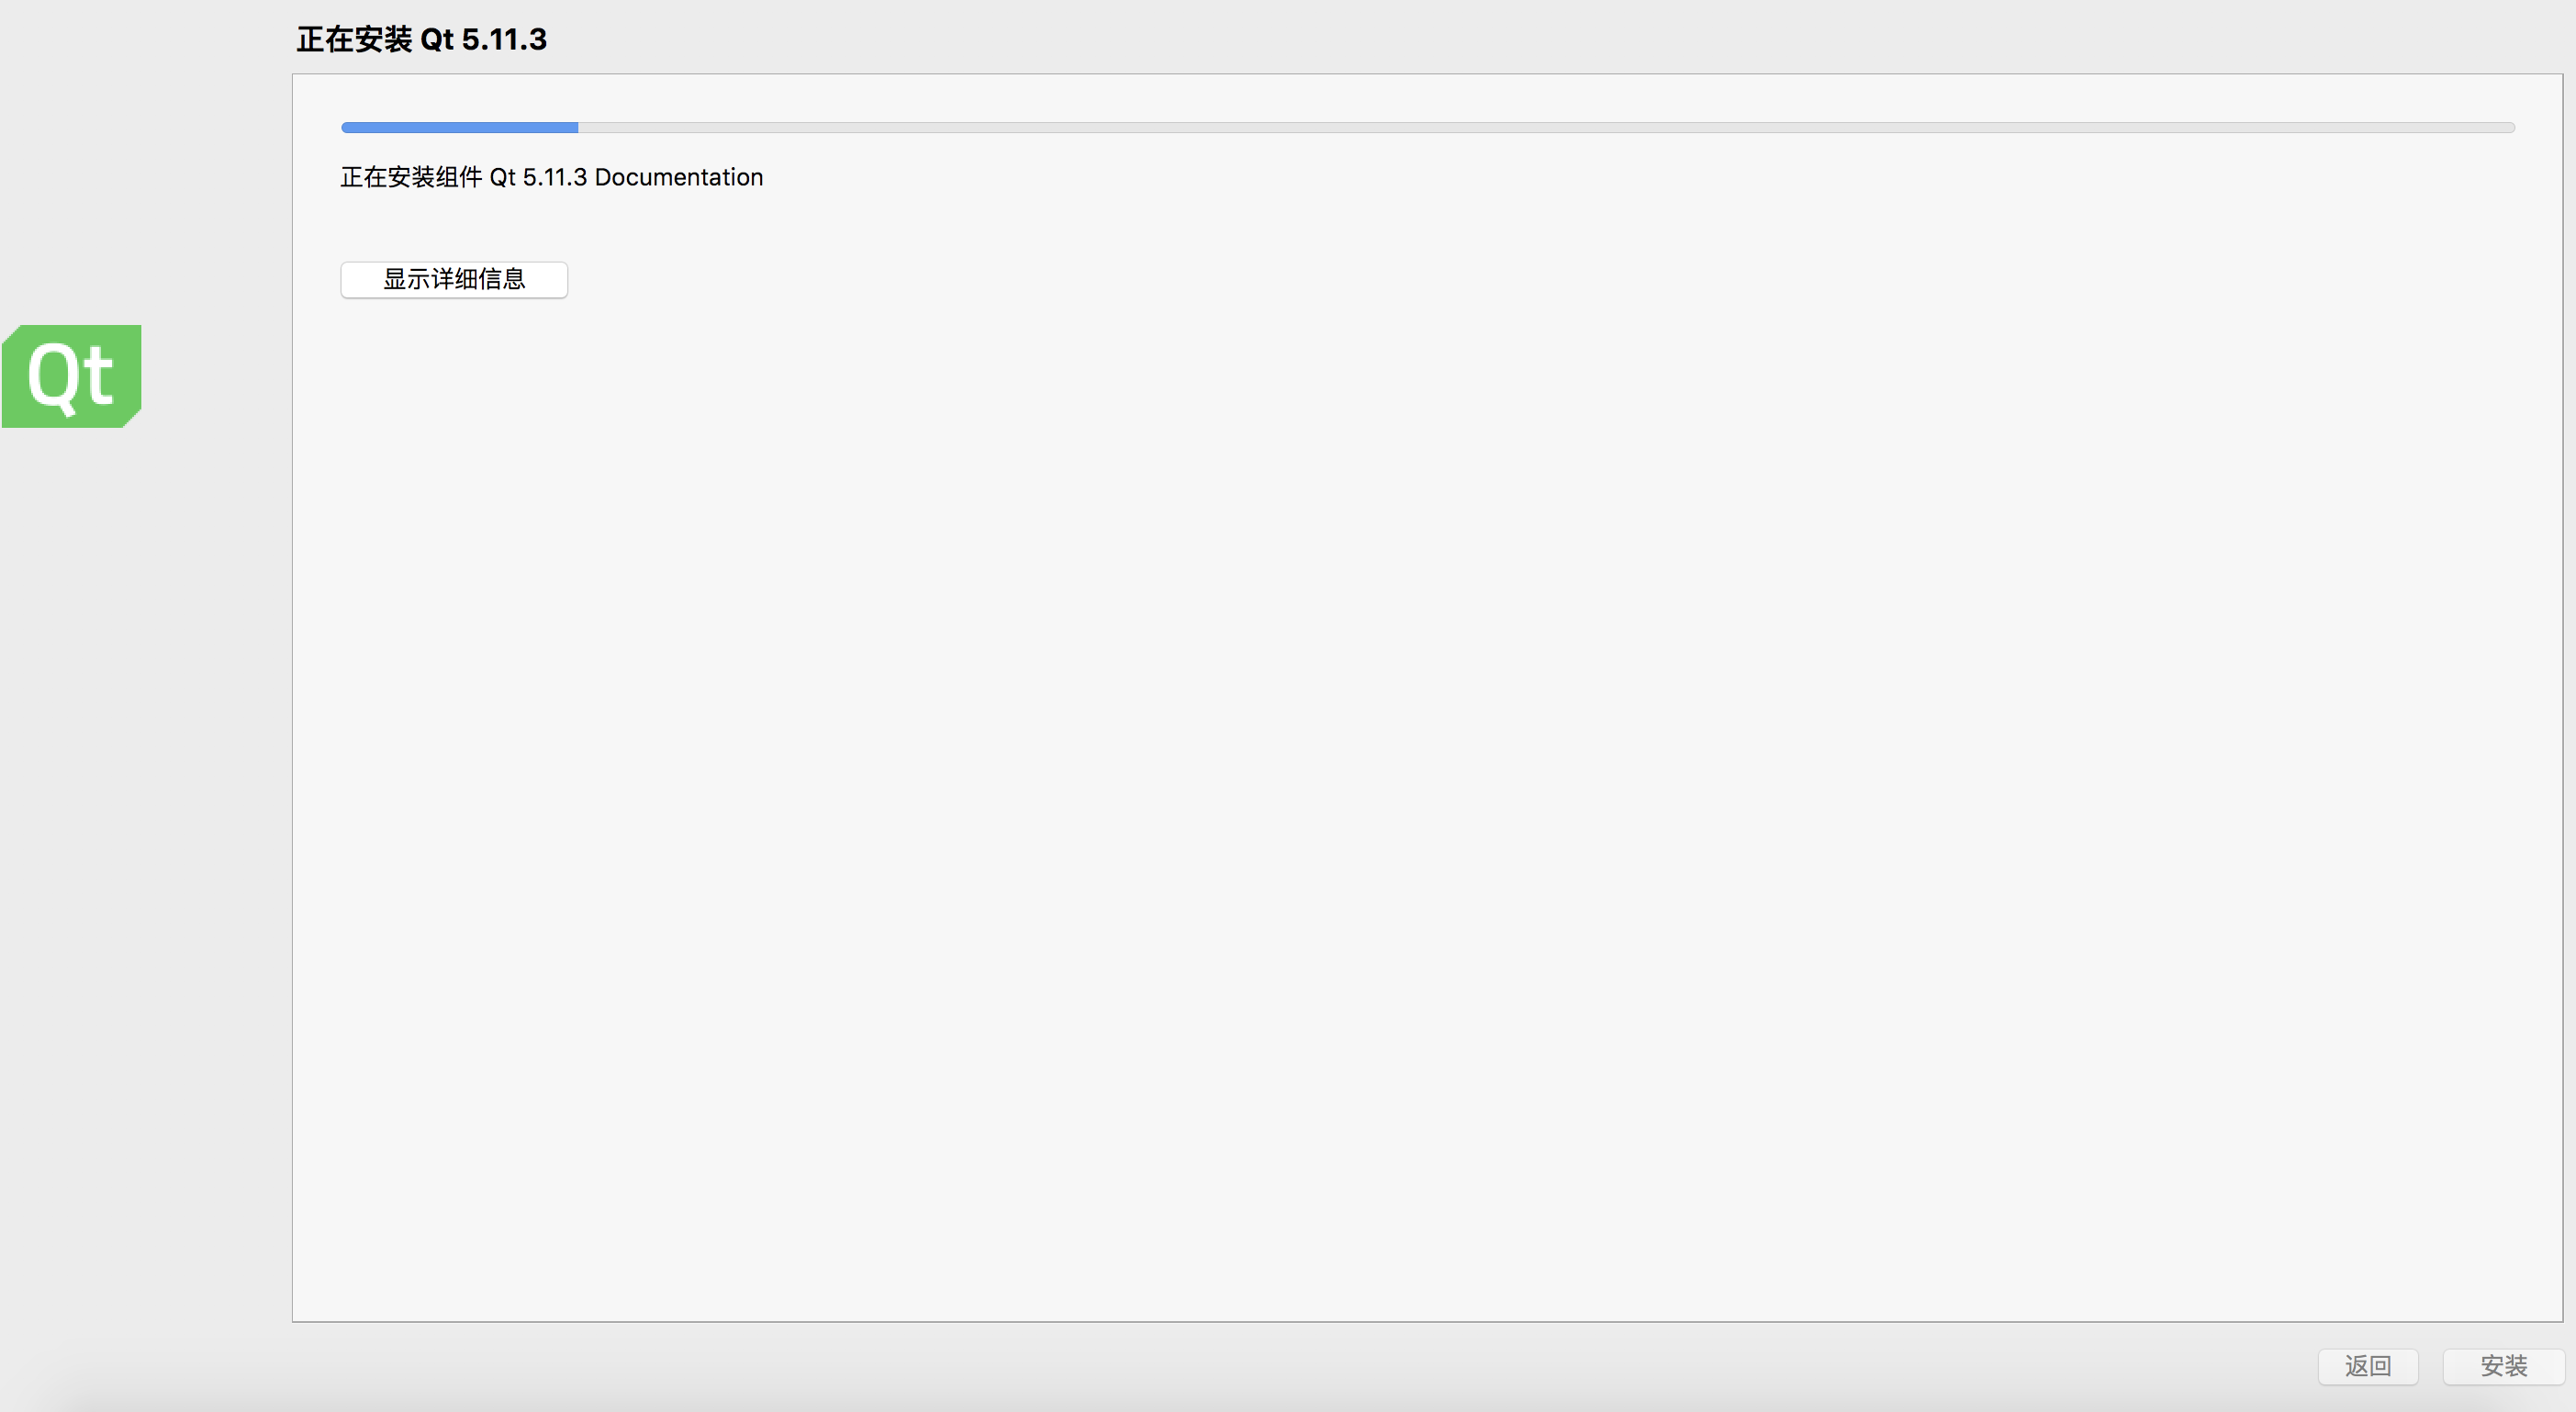 正在安装 Qt 5.11.3
正在安装组件 Qt 5.11.3 Documentation
显示详细信息
Qt
返回
安装